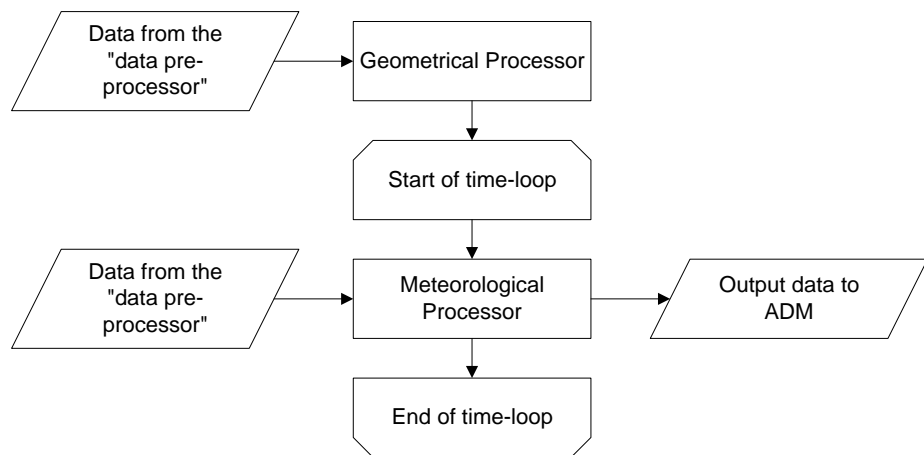 Data from the
"data pre-
processor"
Geometrical Processor
Start of time-loop
Data from the
"data pre-
processor"
Meteorological
Processor
Output data to
ADM
End of time-loop